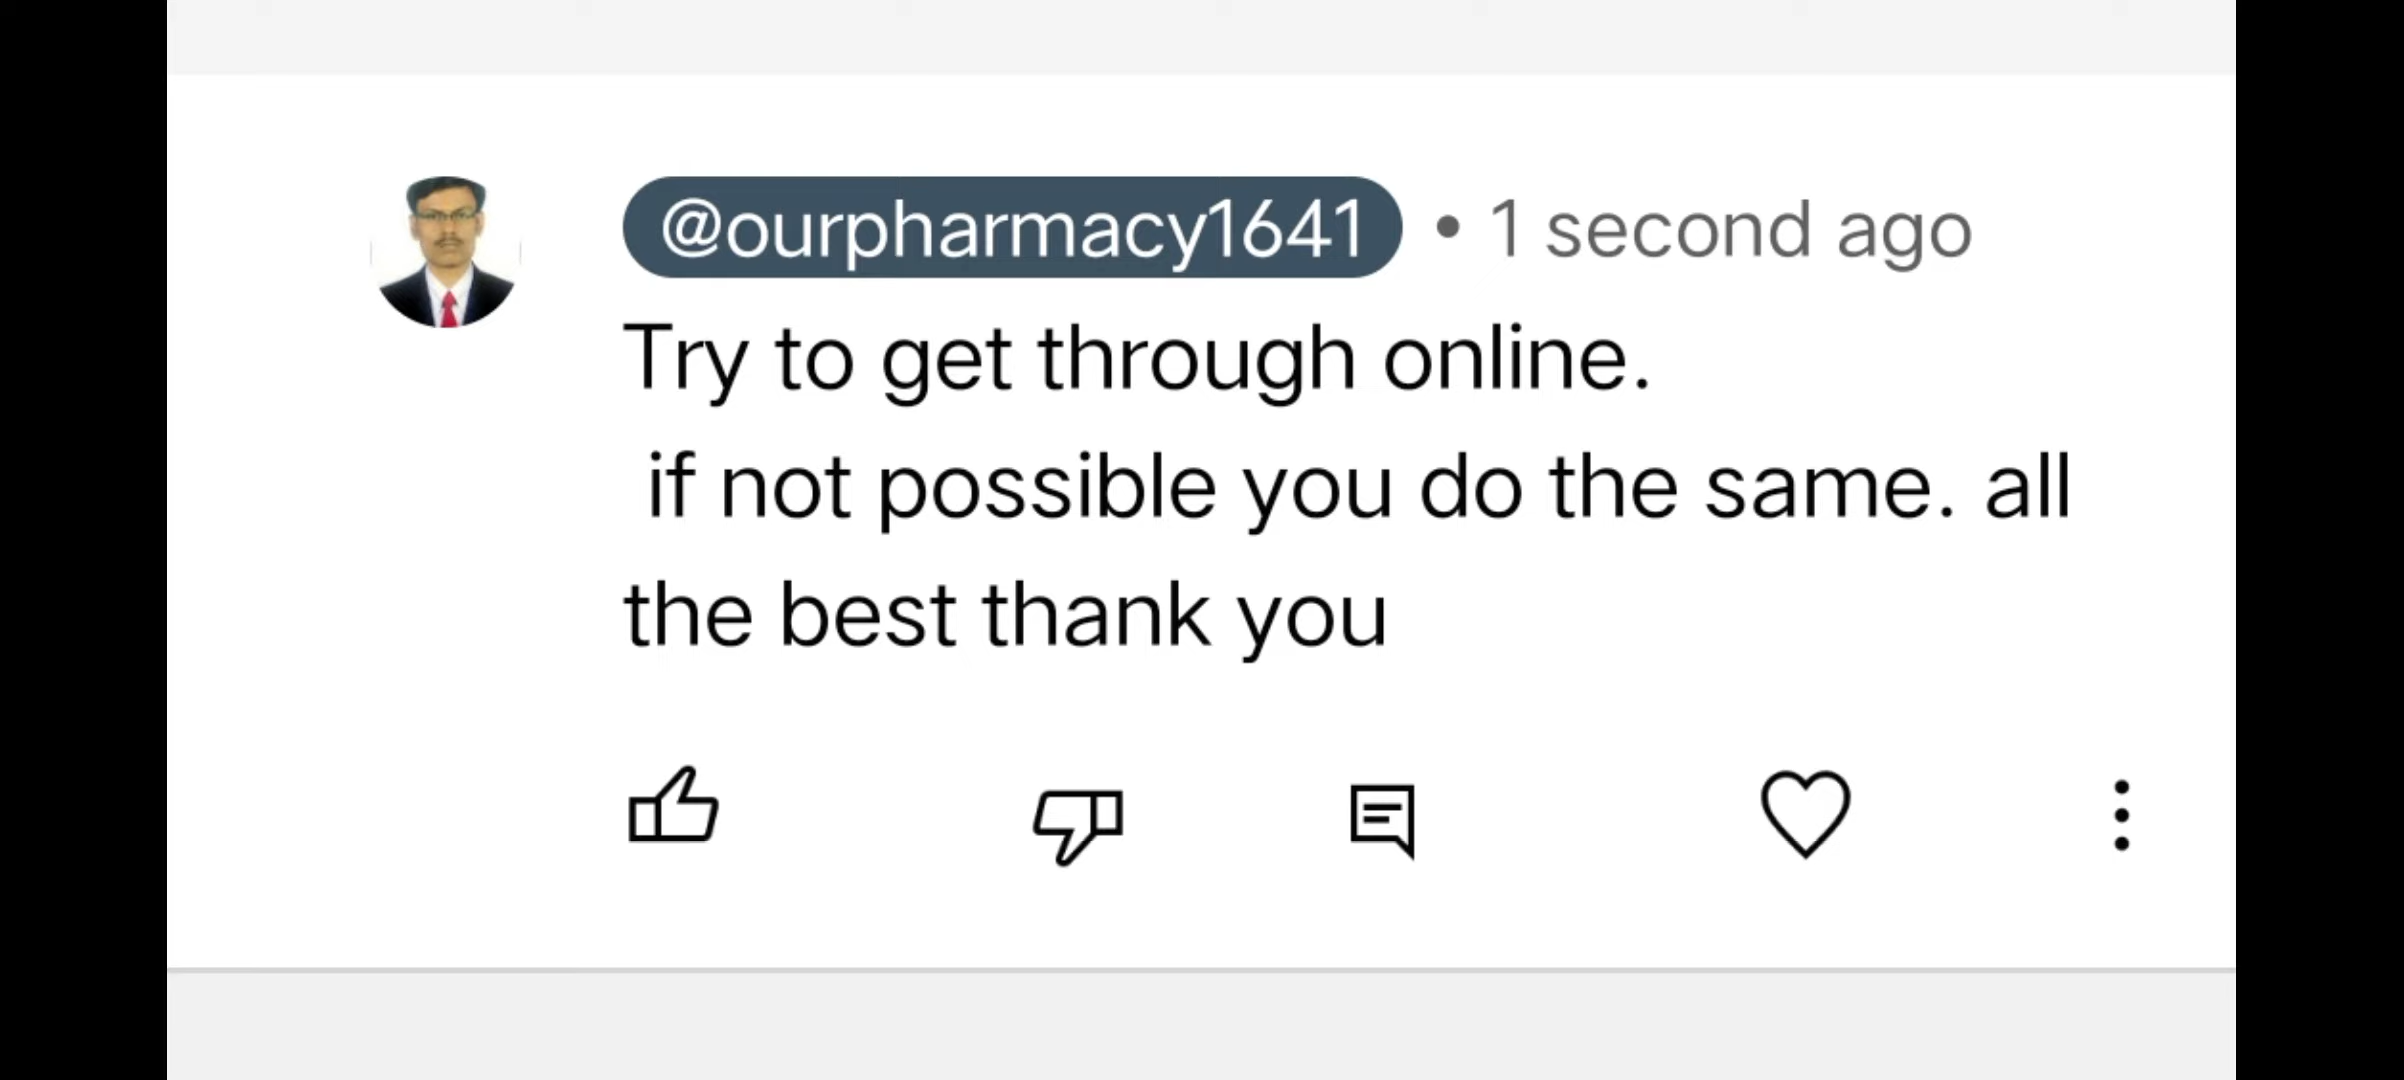 @ourpharmacy1641 • 1 second ago
Try to get through online.
if not possible you do the same. all
the best thank you